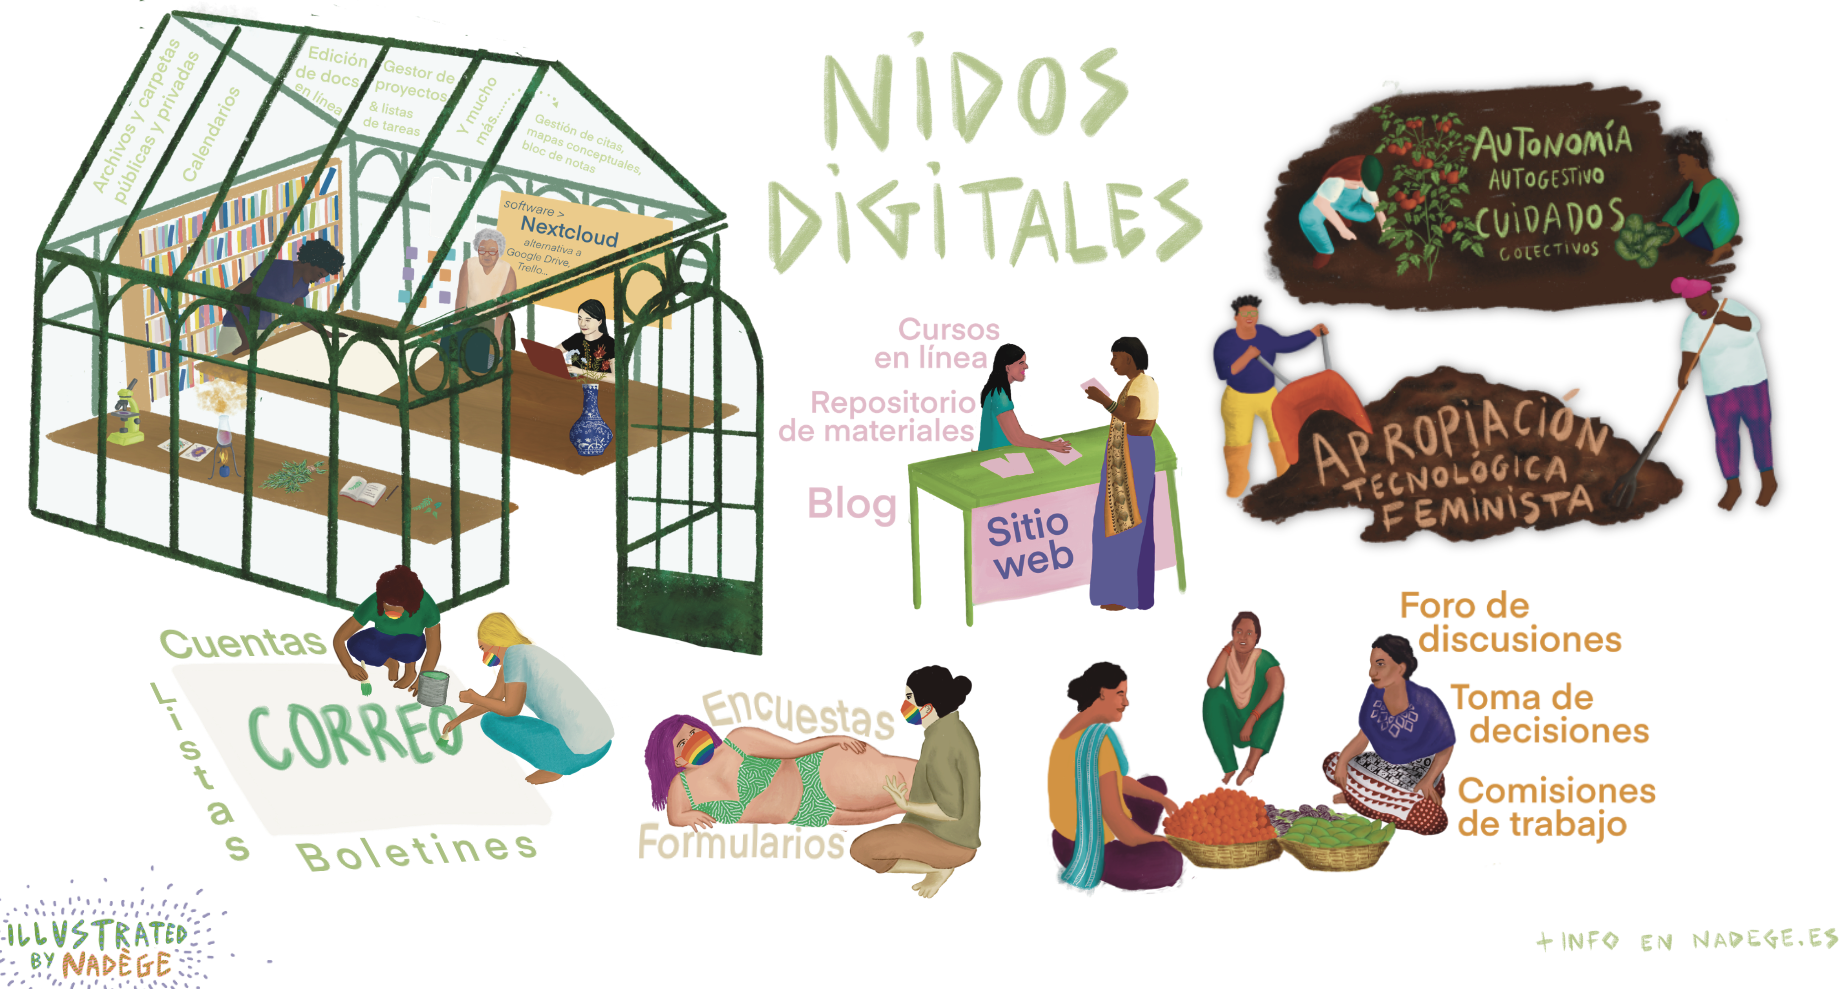 NIDOS
DIGITALES
Archivos y carpetas
públicas y privadas
Calendarios
Edición
de docs
en línea
Gestor de
proyectos
& listas
de tareas
Y mucho
más.....
Gestión de citas,
mapas conceptuales,
bloc de notas
software >
Nextcloud
alternativa a
Google Drive,
Trello...
AUTONOMÍA
AUTOGESTIVO
CUIDADOS
COLECTIVOS
APROPIACIÓN
TECNOLÓGICA
FEMINISTA
Cursos
en línea
Repositorio
de materiales
Blog
Sitio
web
Cuentas
Listas
CORREO
Boletines
Encuestas
Formularios
Foro de
discusiones
Toma de
decisiones
Comisiones
de trabajo
ILLUSTRATED
BY NADÈGE
+ INFO EN NADEGE.ES